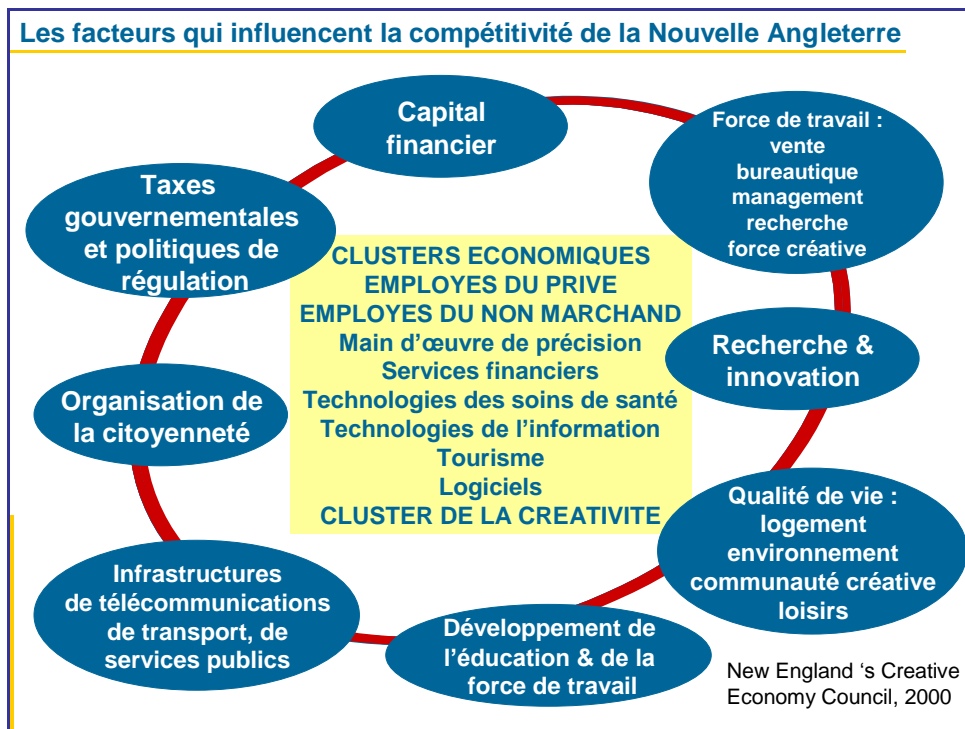 Les facteurs qui influencent la compétitivité de la Nouvelle Angleterre
Capital
financier
Force de travail :
vente
bureautique
management
recherche
force créative
Taxes
gouvernementales
et politiques de
régulation
CLUSTERS ECONOMIQUES
EMPLOYES DU PRIVE
EMPLOYES DU NON MARCHAND
Main d’œuvre de précision
Services financiers
Technologies des soins de santé
Technologies de l’information
Tourisme
Logiciels
CLUSTER DE LA CREATIVITE
Recherche &
innovation
Organisation de
la citoyenneté
Qualité de vie :
logement
environnement
communauté créative
loisirs
Infrastructures
de télécommunications
de transport, de
services publics
Développement de
l’éducation & de la
force de travail
New England ‘s Creative
Economy Council, 2000